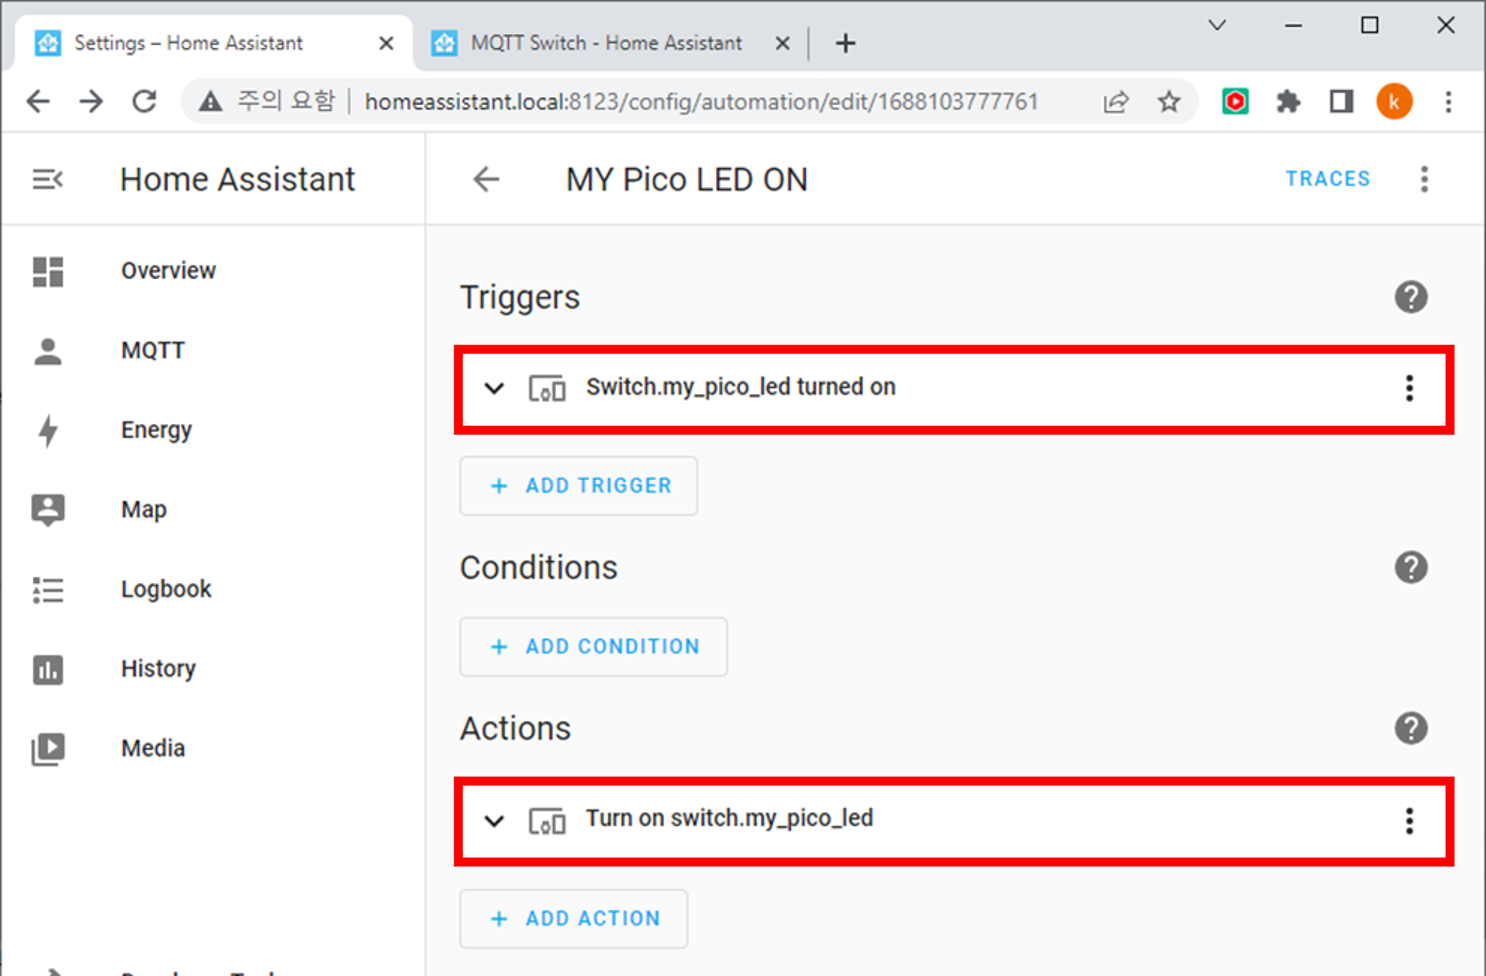 Settings – Home Assistant
MQTT Switch - Home Assistant
주의 요함
homeassistant.local:8123/config/automation/edit/1688103777761
k
Home Assistant
MY Pico LED ON
TRACES
Overview
MQTT
Energy
Map
Logbook
History
Media
Triggers
Switch.my_pico_led turned on
+ ADD TRIGGER
Conditions
+ ADD CONDITION
Actions
Turn on switch.my_pico_led
+ ADD ACTION